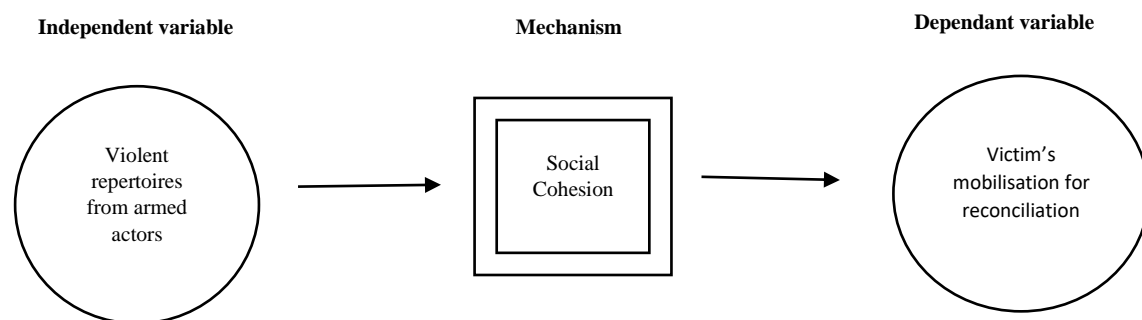 Independent variable
Mechanism
Dependant variable
Violent
repertoires
from armed
actors
Social
Cohesion
Victim's
mobilisation for
reconciliation